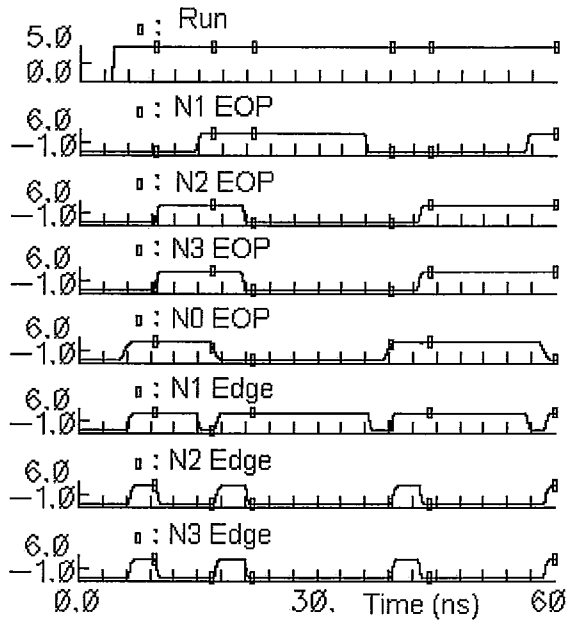 ▯ : Run
5.0
0.0
▯ : N1 EOP
6.0
-1.0
▯ : N2 EOP
6.0
-1.0
▯ : N3 EOP
6.0
-1.0
▯ : N0 EOP
6.0
-1.0
▯ : N1 Edge
6.0
-1.0
▯ : N2 Edge
6.0
-1.0
▯ : N3 Edge
6.0
-1.0
0.0 30. Time (ns) 60